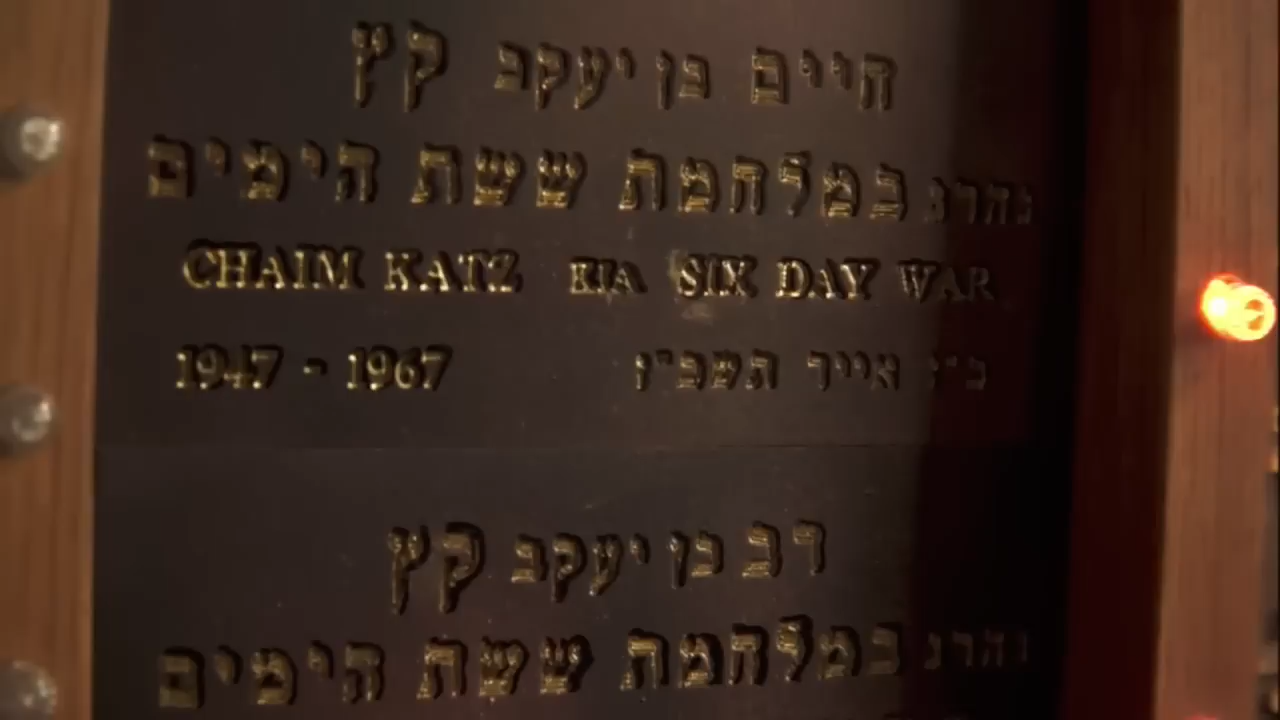 חיים בן יעקב קץ
נהרג במלחמת ששת הימים
CHAIM KATZ KIA SIX DAY WAR
1947 - 1967 כ״ז אייר תשכ״ז
דב בן יעקב קץ
נהרג במלחמת ששת הימים